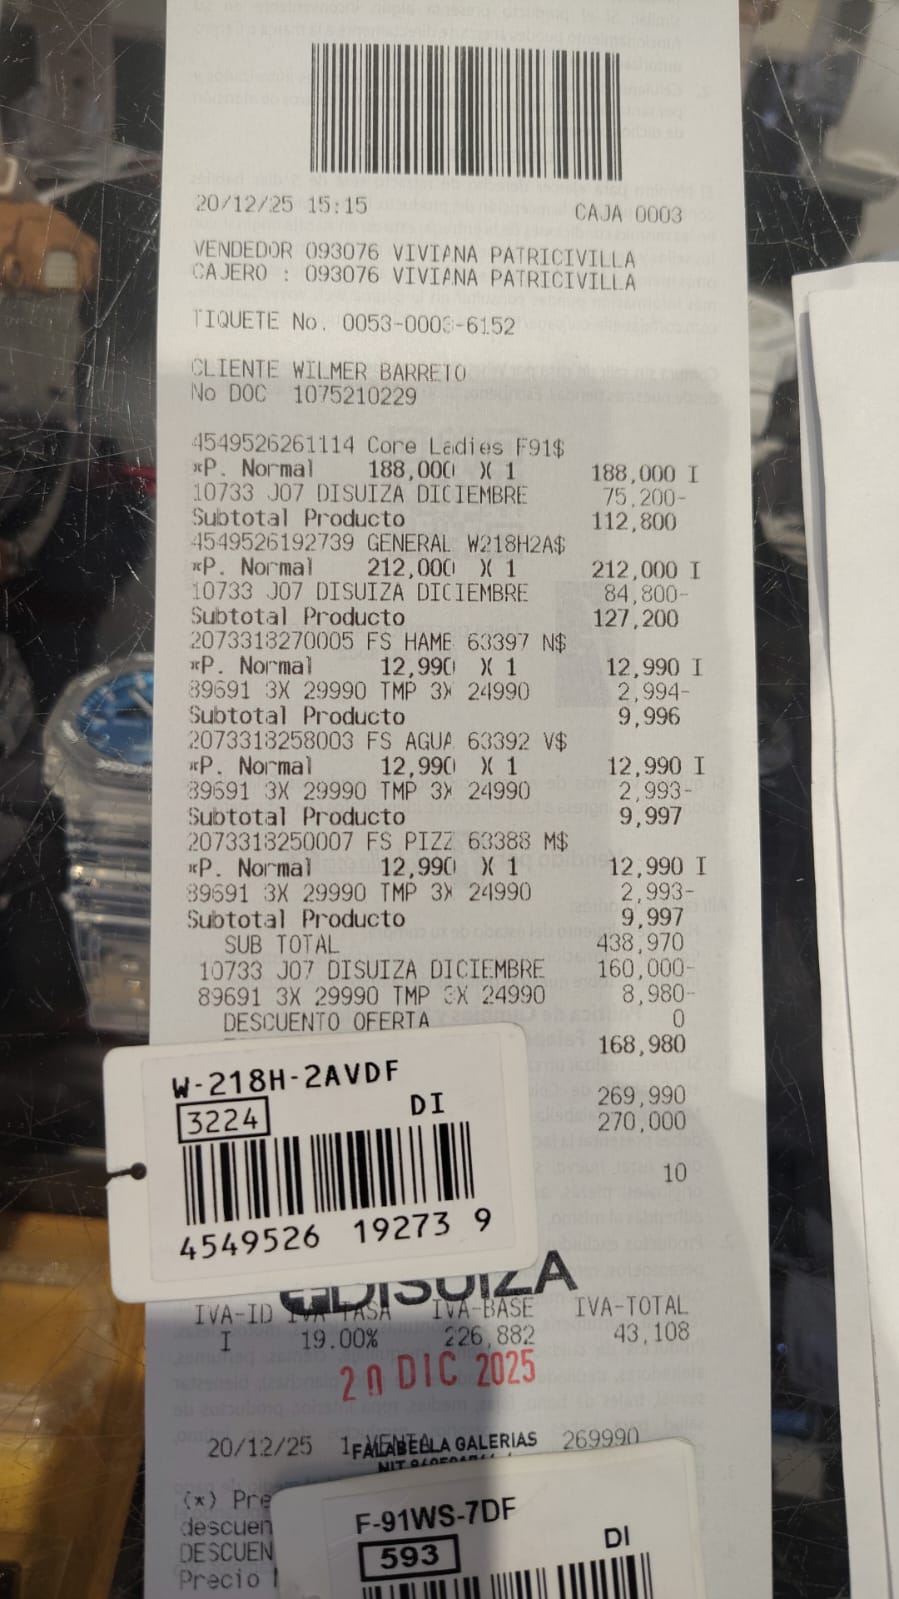 20/12/25 15:15 CAJA 0003
VENDEDOR 093076 VIVIANA PATRICIVILLA
CAJERO : 093076 VIVIANA PATRICIVILLA
TIQUETE No. 0053-0003-6152
CLIENTE WILMER BARRETO
No DOC 1075210229
4549526261114 Core Ladies F91$
*P. Normal 188,000 X 1 188,000 I
10733 J07 DISUIZA DICIEMBRE 75,200-
Subtotal Producto 112,800
4549526192739 GENERAL W218H2A$
*P. Normal 212,000 X 1 212,000 I
10733 J07 DISUIZA DICIEMBRE 84,800-
Subtotal Producto 127,200
2073318270005 FS HAME 63397 N$
*P. Normal 12,990 X 1 12,990 I
89691 3X 29990 TMP 3X 24990 2,994-
Subtotal Producto 9,996
2073318258003 FS AGUA 63392 V$
*P. Normal 12,990 X 1 12,990 I
89691 3X 29990 TMP 3X 24990 2,993-
Subtotal Producto 9,997
2073318250007 FS PIZZ 63388 M$
*P. Normal 12,990 X 1 12,990 I
89691 3X 29990 TMP 3X 24990 2,993-
Subtotal Producto 9,997
SUB TOTAL 438,970
10733 J07 DISUIZA DICIEMBRE 160,000-
89691 3X 29990 TMP 3X 24990 8,980-
DESCUENTO OFERTA 0
168,980
269,990
270,000
10
W-218H-2AVDF
3224 DI
4549526 19273 9
DISUIZA
IVA-ID IVA TASA IVA-BASE IVA-TOTAL
I 19.00% 226,882 43,108
20 DIC 2025
20/12/25 1 VENTA 269990
FALABELLA GALERIAS
NIT
(*) Pre
descuen
DESCUEN
Precio
F-91WS-7DF
593 DI